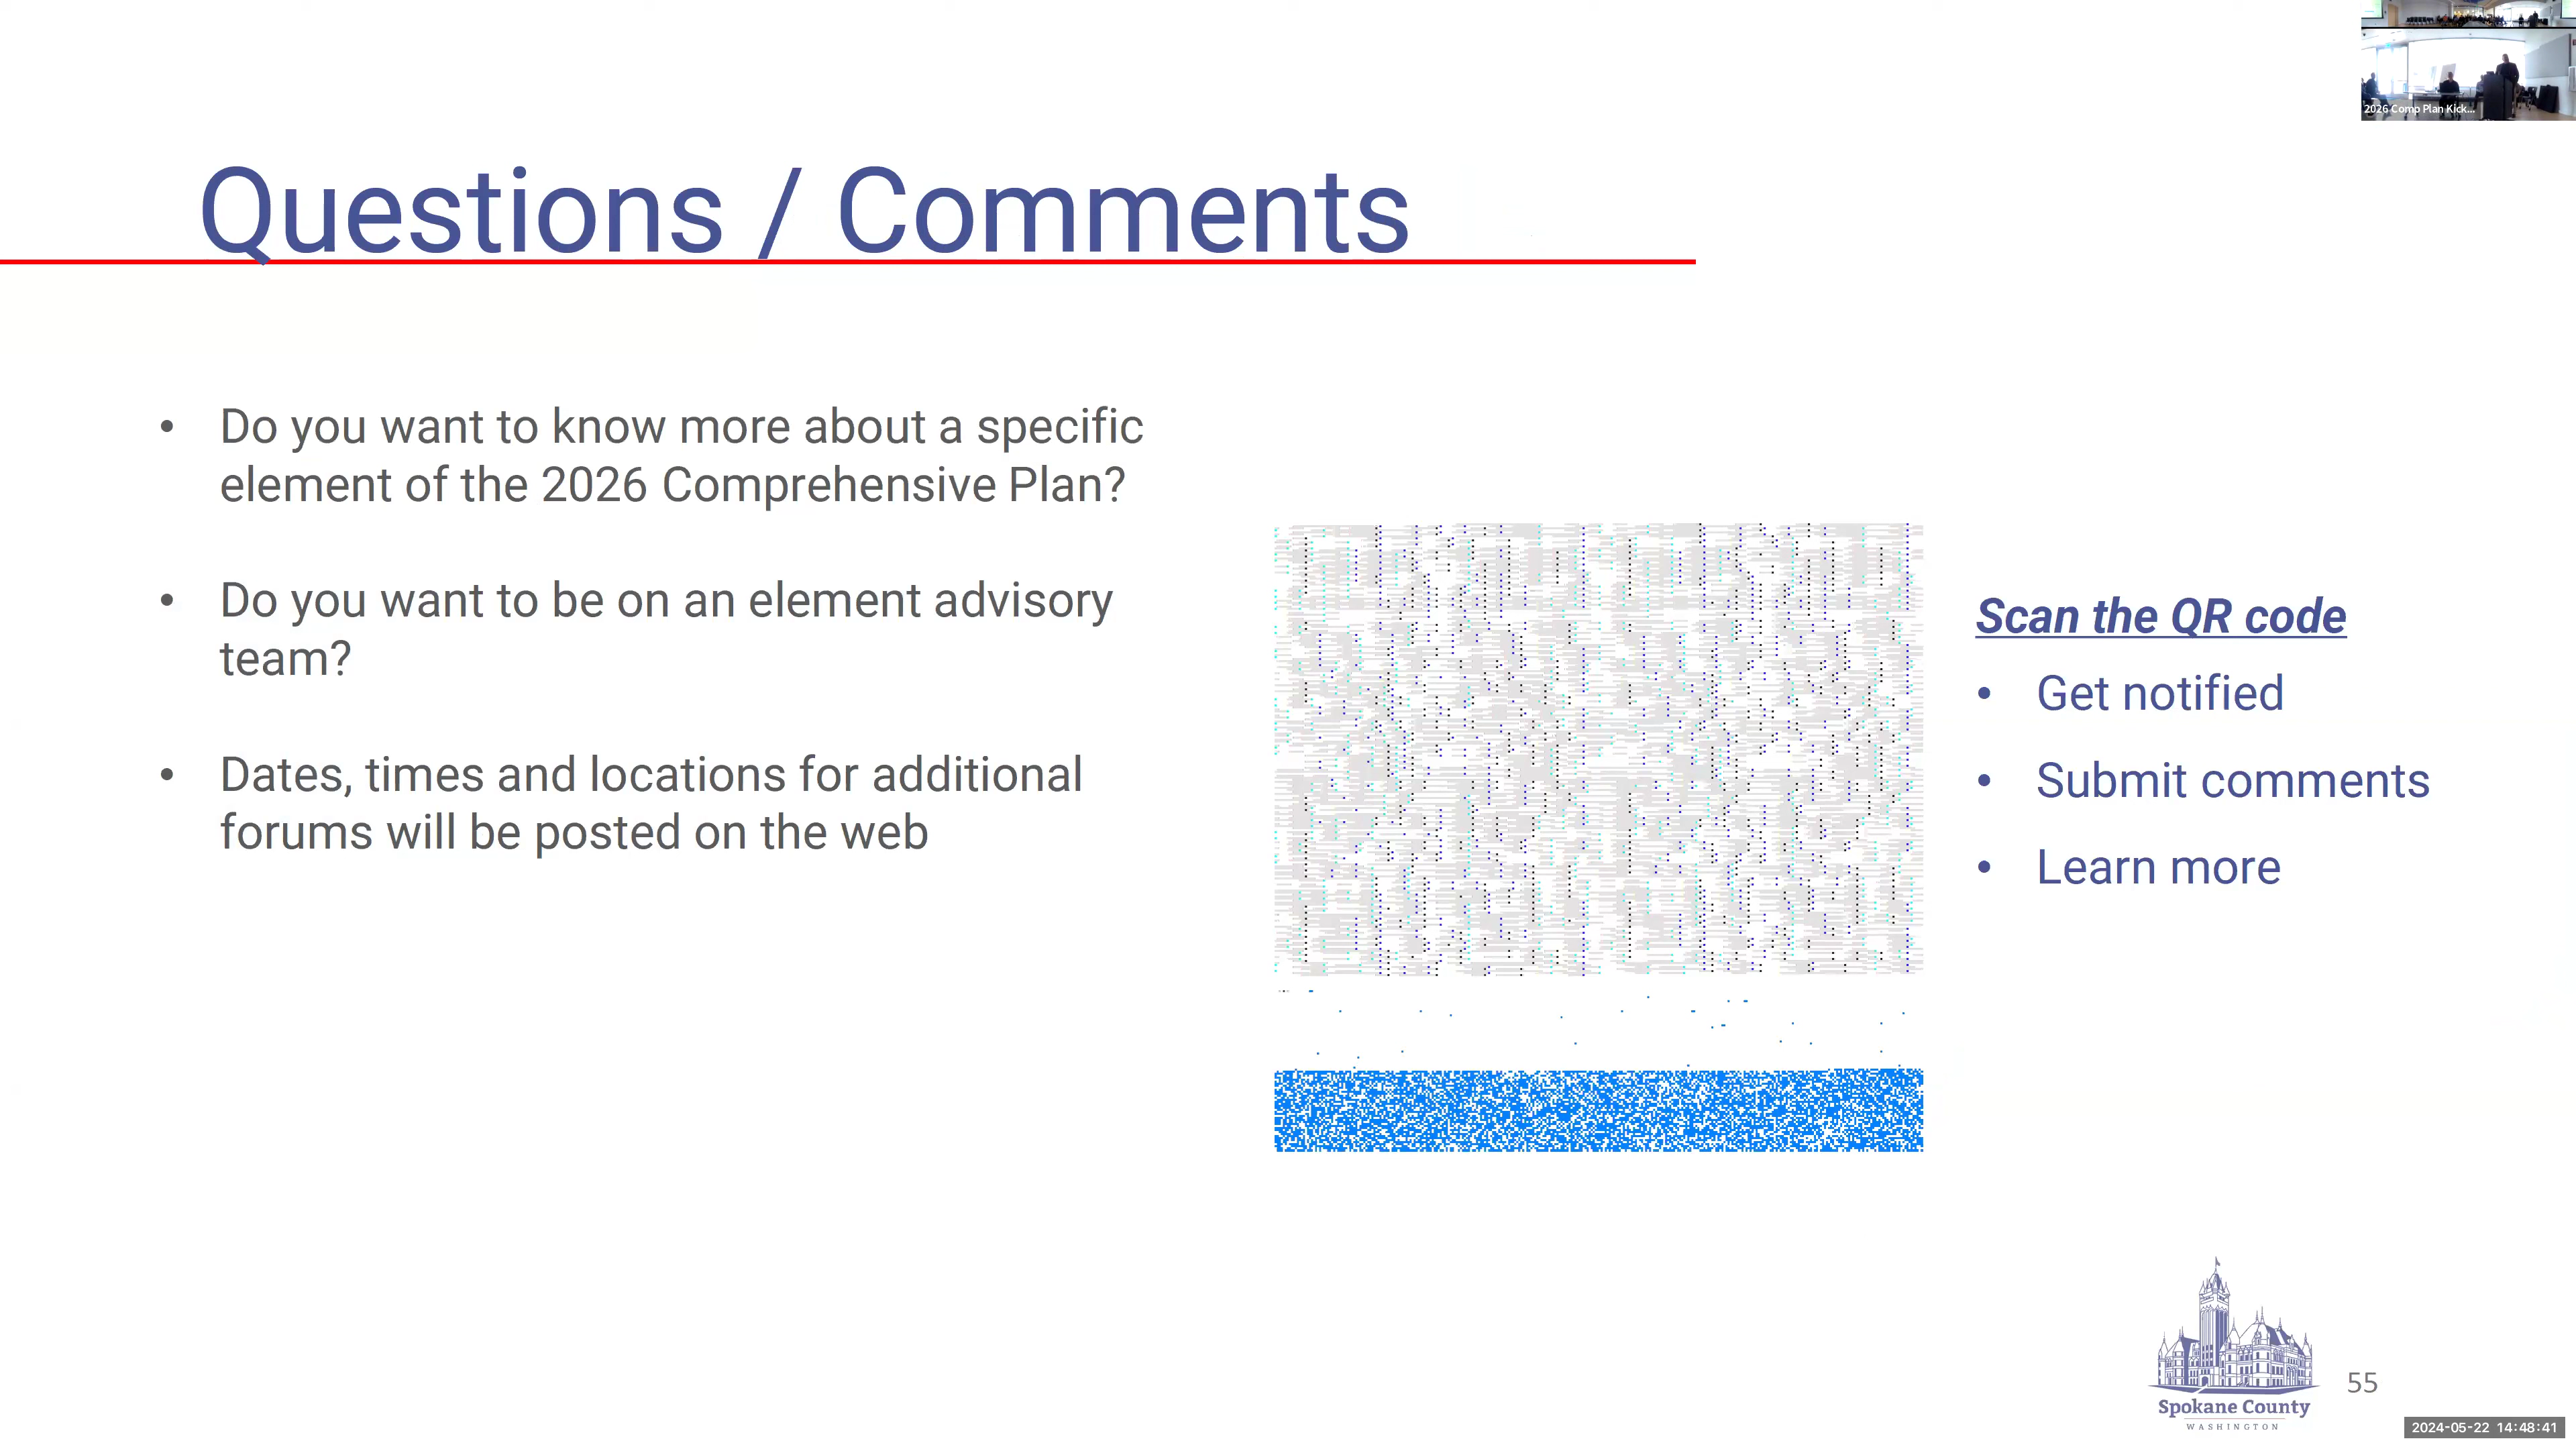 2026 Comp Plan Kick...
Questions / Comments
• Do you want to know more about a specific
element of the 2026 Comprehensive Plan?
• Do you want to be on an element advisory
team?
• Dates, times and locations for additional
forums will be posted on the web
Scan the QR code
• Get notified
• Submit comments
• Learn more
Spokane County
WASHINGTON
55
2024-05-22 14:48:41